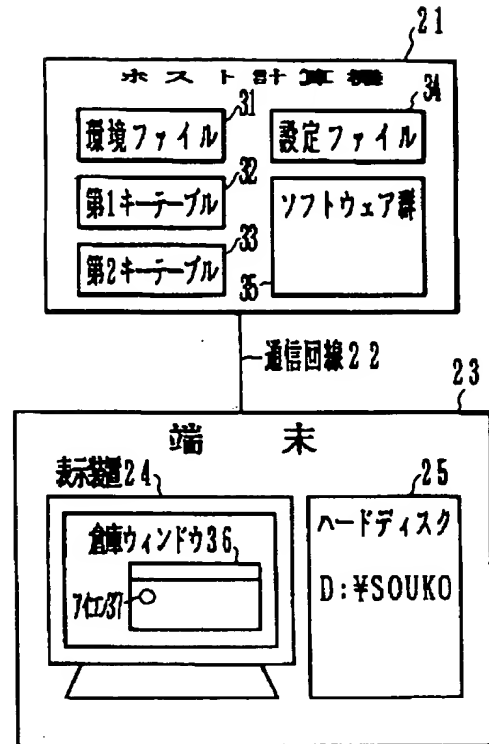 21
ホスト計算機
31
34
環境ファイル
設定ファイル
32
第1キーテーブル
ソフトウェア群
33
第2キーテーブル
35
通信回線22
23
端末
表示装置24
25
倉庫ウィンドウ36
ハードディスク
D:¥SOUKO
アイコン37